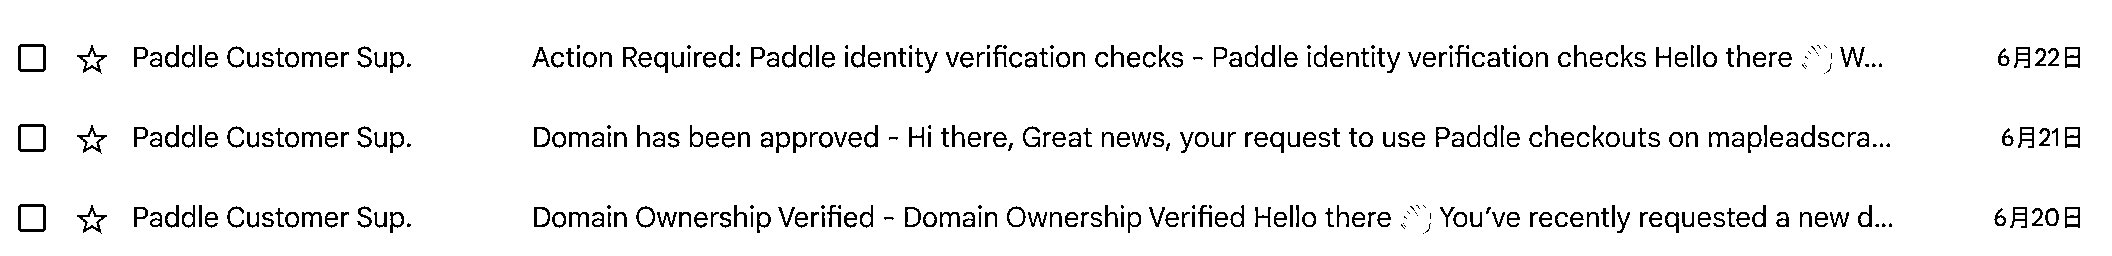 Paddle Customer Sup. Action Required: Paddle identity verification checks - Paddle identity verification checks Hello there 👋 W... 6月22日
Paddle Customer Sup. Domain has been approved - Hi there, Great news, your request to use Paddle checkouts on mapleadscra... 6月21日
Paddle Customer Sup. Domain Ownership Verified - Domain Ownership Verified Hello there 👋 You've recently requested a new d... 6月20日